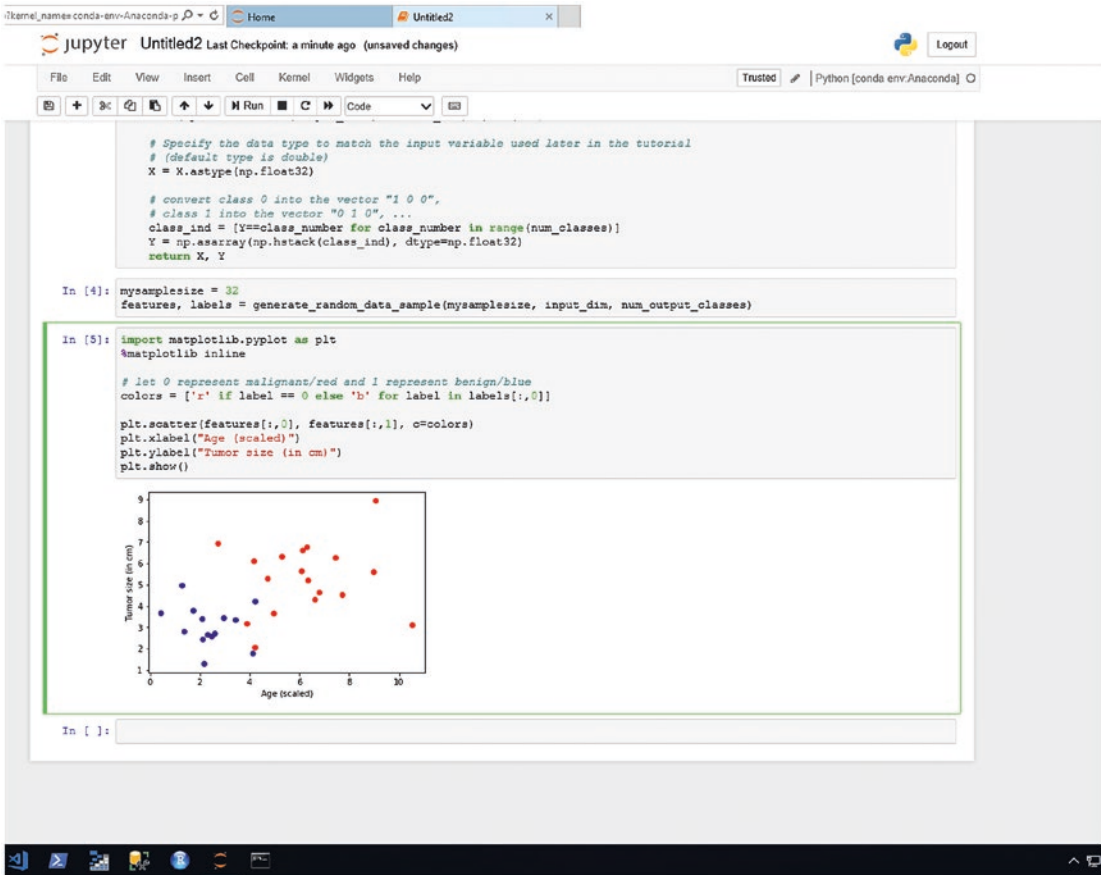 ?kernel_name=conda-env-Anaconda-p
Home
Untitled2
jupyter Untitled2 Last Checkpoint: a minute ago (unsaved changes)
Logout
File Edit View Insert Cell Kernel Widgets Help
Trusted
Python [conda env:Anaconda]
Run
Code
# Specify the data type to match the input variable used later in the tutorial
# (default type is double)
X = X.astype(np.float32)
# convert class 0 into the vector "1 0 0",
# class 1 into the vector "0 1 0", ...
class_ind = [Y==class_number for class_number in range(num_classes)]
Y = np.asarray(np.hstack(class_ind), dtype=np.float32)
return X, Y
In [4]: mysamplesize = 32
features, labels = generate_random_data_sample(mysamplesize, input_dim, num_output_classes)
In [5]: import matplotlib.pyplot as plt
%matplotlib inline
# let 0 represent malignant/red and 1 represent benign/blue
colors = ['r' if label == 0 else 'b' for label in labels[:,0]]
plt.scatter(features[:,0], features[:,1], c=colors)
plt.xlabel("Age (scaled)")
plt.ylabel("Tumor size (in cm)")
plt.show()
9
8
7
6
5
4
3
2
1
Tumor size (in cm)
0 2 4 6 8 10
Age (scaled)
In [ ]: